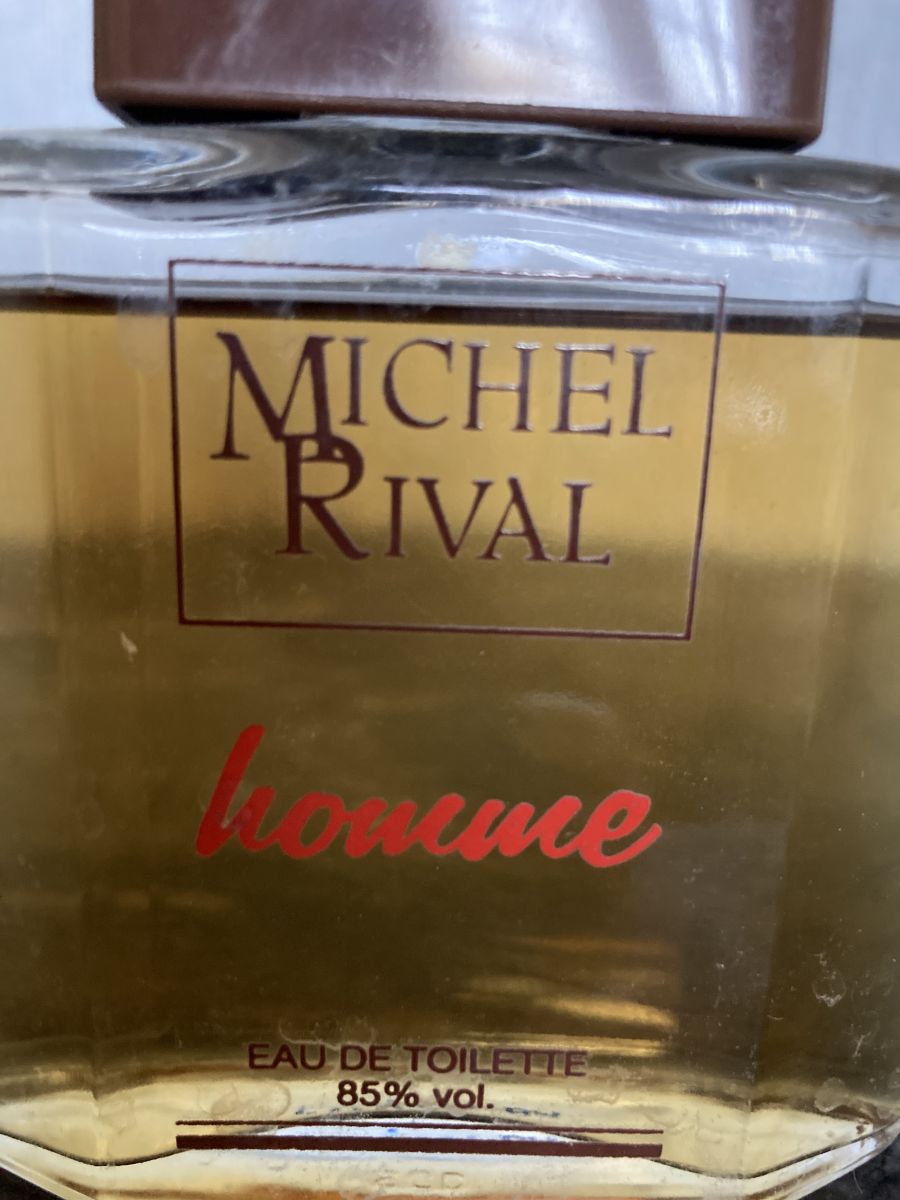 MICHEL
RIVAL
homme
EAU DE TOILETTE
85% vol.